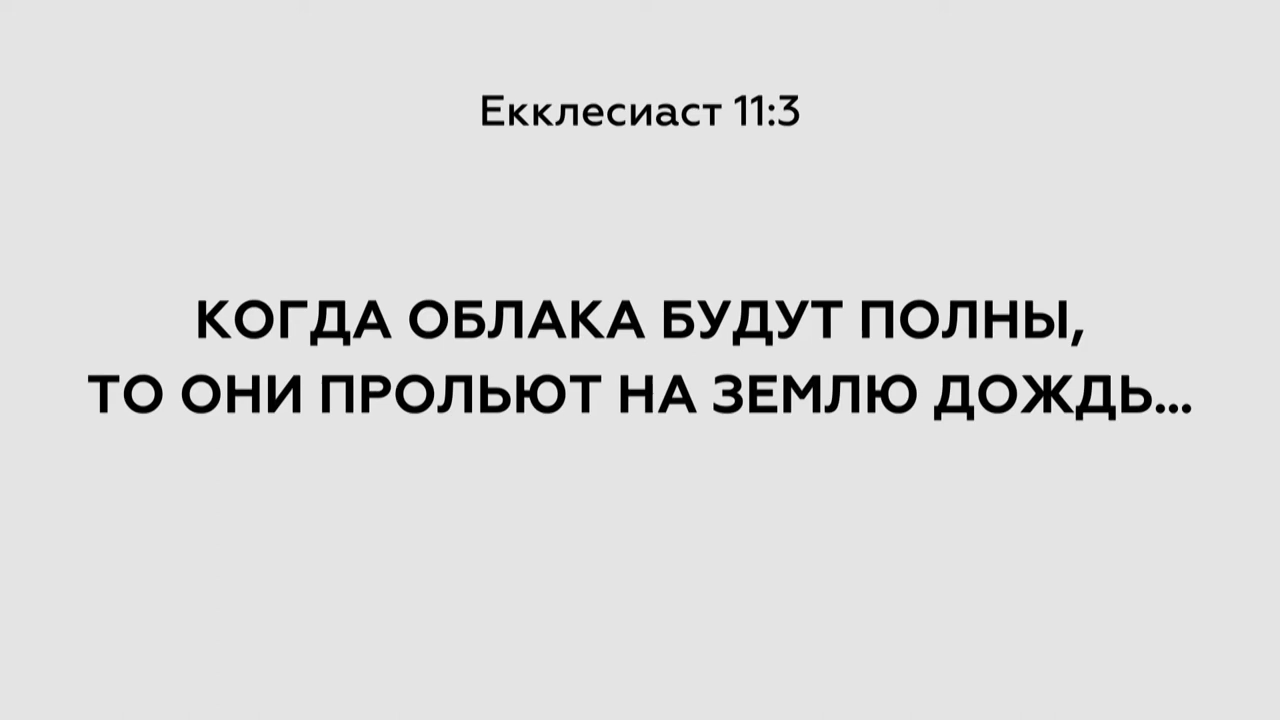 Екклесиаст 11:3
КОГДА ОБЛАКА БУДУТ ПОЛНЫ,
ТО ОНИ ПРОЛЬЮТ НА ЗЕМЛЮ ДОЖДЬ...